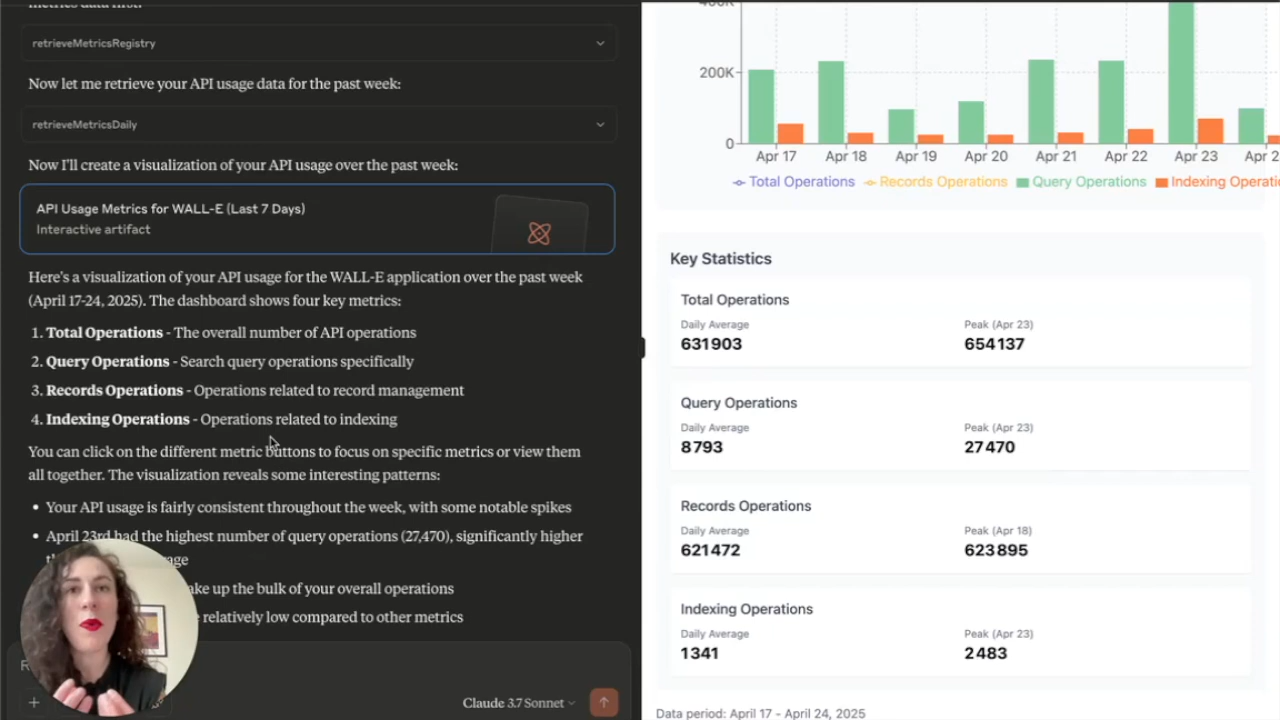 metrics data first.
retrieveMetricsRegistry
Now let me retrieve your API usage data for the past week:
retrieveMetricsDaily
Now I'll create a visualization of your API usage over the past week:
API Usage Metrics for WALL-E (Last 7 Days)
Interactive artifact
Here's a visualization of your API usage for the WALL-E application over the past week
(April 17-24, 2025). The dashboard shows four key metrics:
1. Total Operations - The overall number of API operations
2. Query Operations - Search query operations specifically
3. Records Operations - Operations related to record management
4. Indexing Operations - Operations related to indexing
You can click on the different metric buttons to focus on specific metrics or view them
all together. The visualization reveals some interesting patterns:
• Your API usage is fairly consistent throughout the week, with some notable spikes
• April 23rd had the highest number of query operations (27,470), significantly higher
ake up the bulk of your overall operations
relatively low compared to other metrics
Claude 3.7 Sonnet
400K
200K
0
Apr 17 Apr 18 Apr 19 Apr 20 Apr 21 Apr 22 Apr 23 Apr 2
Total Operations Records Operations Query Operations Indexing Operati
Key Statistics
Total Operations
Daily Average Peak (Apr 23)
631903 654137
Query Operations
Daily Average Peak (Apr 23)
8793 27470
Records Operations
Daily Average Peak (Apr 18)
621472 623895
Indexing Operations
Daily Average Peak (Apr 23)
1341 2483
Data period: April 17 - April 24, 2025